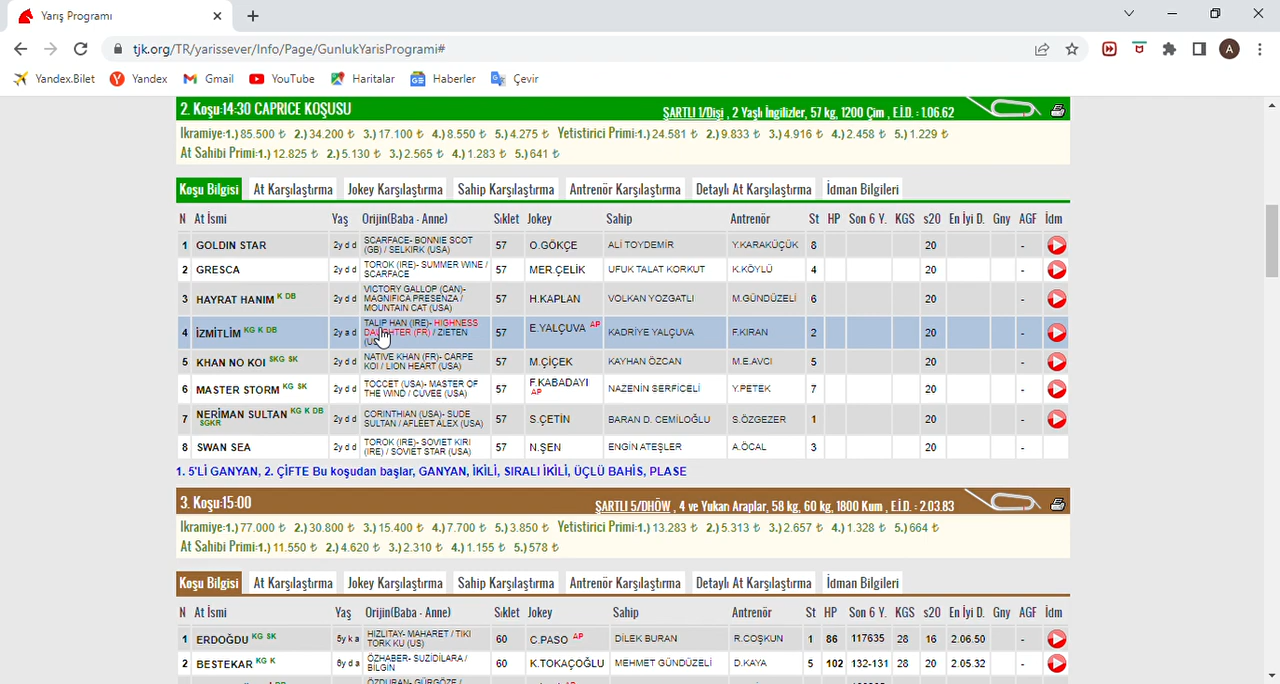 Yarış Programı
tjk.org/TR/yarissever/Info/Page/GunlukYarisProgrami#
A
Yandex.Bilet Yandex Gmail YouTube Haritalar Haberler Çevir
2. Koşu:14:30 CAPRICE KOŞUSU ŞARTLI 1/Dişi , 2 Yaşlı İngilizler, 57 kg, 1200 Çim , E.İ.D. : 1.06.62
Ikramiye:1.) 85.500 ₺ 2.) 34.200 ₺ 3.) 17.100 ₺ 4.) 8.550 ₺ 5.) 4.275 ₺ Yetistirici Primi:1.) 24.581 ₺ 2.) 9.833 ₺ 3.) 4.916 ₺ 4.) 2.458 ₺ 5.) 1.229 ₺
At Sahibi Primi:1.) 12.825 ₺ 2.) 5.130 ₺ 3.) 2.565 ₺ 4.) 1.283 ₺ 5.) 641 ₺
Koşu Bilgisi At Karşılaştırma Jokey Karşılaştırma Sahip Karşılaştırma Antrenör Karşılaştırma Detaylı At Karşılaştırma İdman Bilgileri
N At İsmi Yaş Orijin(Baba - Anne) Sıklet Jokey Sahip Antrenör St HP Son 6 Y. KGS s20 En İyi D. Gny AGF İdm
1 GOLDIN STAR 2y d d SCARFACE- BONNIE SCOT (GB) / SELKIRK (USA) 57 O.GÖKÇE ALİ TOYDEMİR Y.KARAKÜÇÜK 8 20 -
2 GRESCA 2y d d TOROK (IRE)- SUMMER WINE / SCARFACE 57 MER.ÇELİK UFUK TALAT KORKUT K.KÖYLÜ 4 20 -
3 HAYRAT HANIM K DB 2y d d VICTORY GALLOP (CAN)- MAGNIFICA PRESENZA / MOUNTAIN CAT (USA) 57 H.KAPLAN VOLKAN YOZGATLI M.GÜNDÜZELİ 6 20 -
4 İZMİTLİM KG K DB 2y a d TALIP HAN (IRE)- HIGHNESS DAUGHTER (FR) / ZIETEN (USA) 57 E.YALÇUVA AP KADRİYE YALÇUVA F.KIRAN 2 20 -
5 KHAN NO KOI SKG SK 2y d d NATIVE KHAN (FR)- CARPE KOI / LION HEART (USA) 57 M.ÇİÇEK KAYHAN ÖZCAN M.E.AVCI 5 20 -
6 MASTER STORM KG SK 2y d d TOCCET (USA)- MASTER OF THE WIND / CUVEE (USA) 57 F.KABADAYI AP NAZENİN SERFİCELİ Y.PETEK 7 20 -
7 NERİMAN SULTAN KG K DB SGKR 2y d d CORINTHIAN (USA)- SUDE SULTAN / AFLEET ALEX (USA) 57 S.ÇETİN BARAN D. CEMİLOĞLU S.ÖZGEZER 1 20 -
8 SWAN SEA 2y d d TOROK (IRE)- SOVIET KIRI (IRE) / SOVIET STAR (USA) 57 N.ŞEN ENGİN ATEŞLER A.ÖCAL 3 20 -
1. 5'Lİ GANYAN, 2. ÇİFTE Bu koşudan başlar, GANYAN, İKİLİ, SIRALI İKİLİ, ÜÇLÜ BAHİS, PLASE
3. Koşu:15:00 ŞARTLI 5/DHÖW , 4 ve Yukarı Araplar, 58 kg, 60 kg, 1800 Kum , E.İ.D. : 2.03.83
Ikramiye:1.) 77.000 ₺ 2.) 30.800 ₺ 3.) 15.400 ₺ 4.) 7.700 ₺ 5.) 3.850 ₺ Yetistirici Primi:1.) 13.283 ₺ 2.) 5.313 ₺ 3.) 2.657 ₺ 4.) 1.328 ₺ 5.) 664 ₺
At Sahibi Primi:1.) 11.550 ₺ 2.) 4.620 ₺ 3.) 2.310 ₺ 4.) 1.155 ₺ 5.) 578 ₺
Koşu Bilgisi At Karşılaştırma Jokey Karşılaştırma Sahip Karşılaştırma Antrenör Karşılaştırma Detaylı At Karşılaştırma İdman Bilgileri
N At İsmi Yaş Orijin(Baba - Anne) Sıklet Jokey Sahip Antrenör St HP Son 6 Y. KGS s20 En İyi D. Gny AGF İdm
1 ERDOĞDU KG SK 5y k a HIZLITAY- MAHARET / TIKI TORK KU (US) 60 C.PASO AP DİLEK BURAN R.COŞKUN 1 86 117635 28 16 2.06.50 -
2 BESTEKAR KG K 6y d a ÖZHABER- SUZİDİLARA / BİLGİN 60 K.TOKAÇOĞLU MEHMET GÜNDÜZELİ D.KAYA 5 102 132-131 28 20 2.05.32 -
ÖZDURAN- GÜRGÖZE /